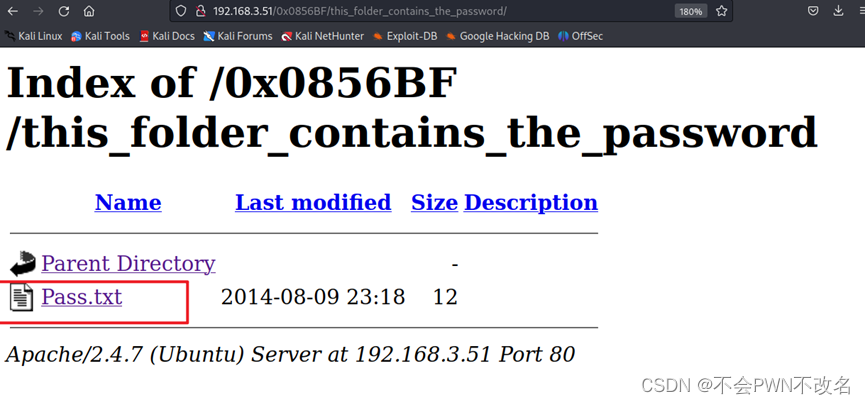 192.168.3.51/0x0856BF/this_folder_contains_the_password/
180%
Kali Linux Kali Tools Kali Docs Kali Forums Kali NetHunter Exploit-DB Google Hacking DB OffSec
Index of /0x0856BF
/this_folder_contains_the_password
Name Last modified Size Description
Parent Directory -
Pass.txt 2014-08-09 23:18 12
Apache/2.4.7 (Ubuntu) Server at 192.168.3.51 Port 80
CSDN @不会PWN不改名